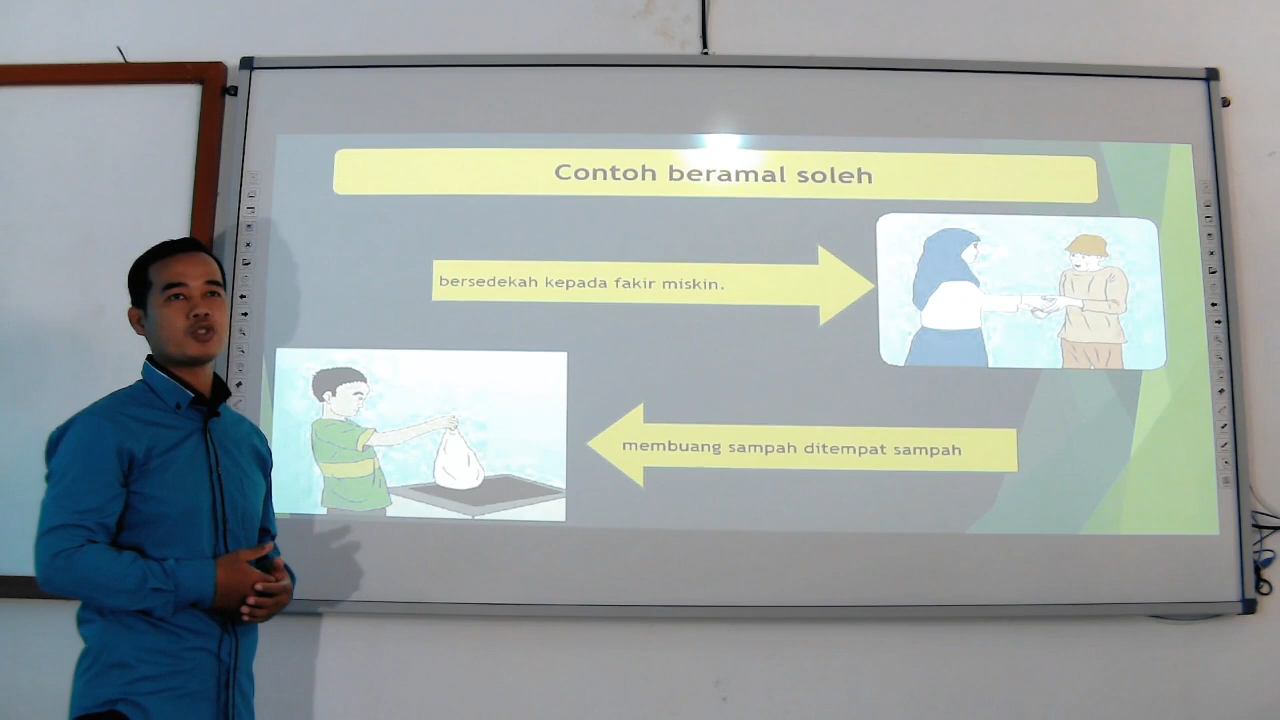 Contoh beramal soleh
bersedekah kepada fakir miskin.
membuang sampah ditempat sampah